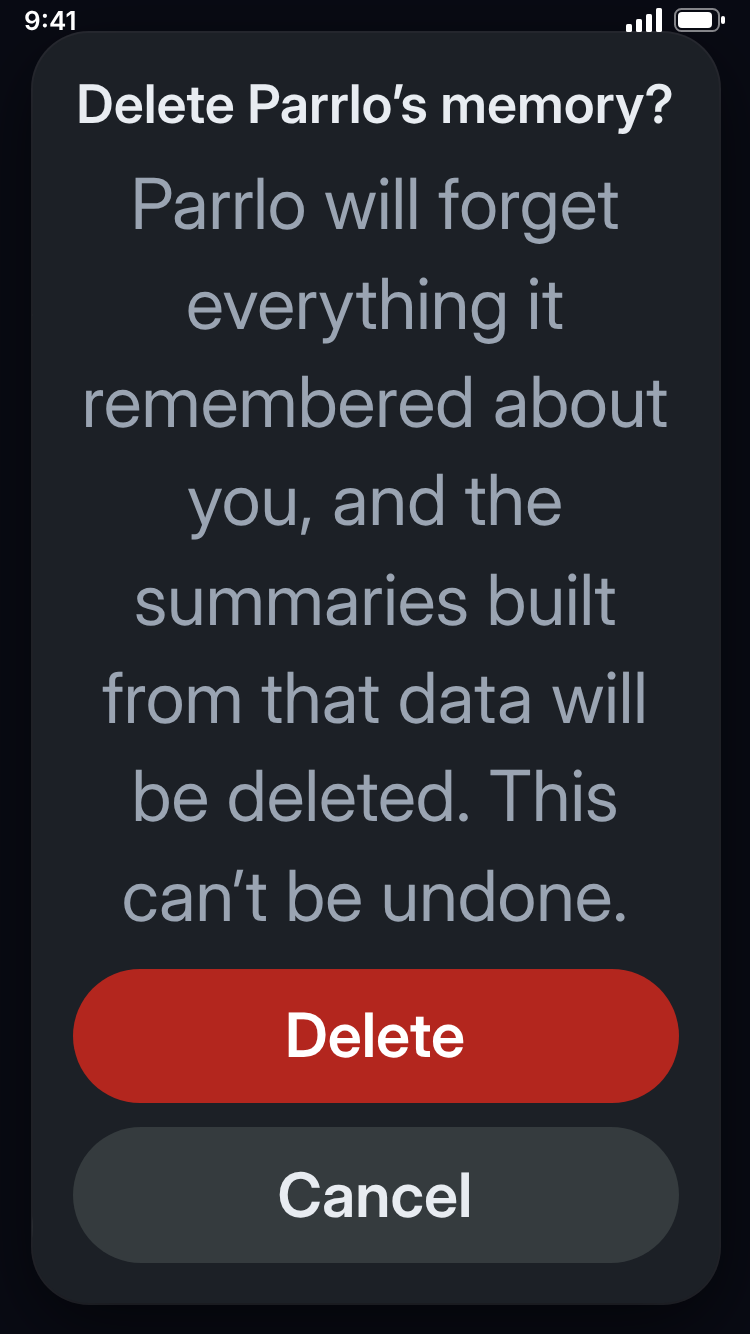 9:41
Delete Parrlo’s memory?
Parrlo will forget
everything it
remembered about
you, and the
summaries built
from that data will
be deleted. This
can’t be undone.
Delete
Cancel